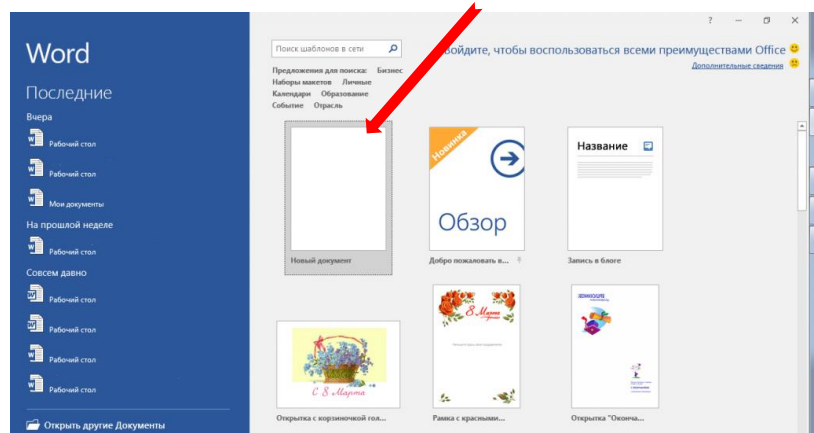 Word
Последние
Вчера
Рабочий стол
Рабочий стол
Мои документы
На прошлой неделе
Рабочий стол
Совсем давно
Рабочий стол
Рабочий стол
Рабочий стол
Рабочий стол
Открыть другие Документы
Поиск шаблонов в сети
ойдите, чтобы воспользоваться всеми преимуществами Office
Дополнительные сведения
Предложения для поиска: Бизнес
Наборы макетов Личные
Календари Образование
Событие Отрасль
Новый документ
Новинка
Обзор
Добро пожаловать в...
Название
Запись в блоге
С 8 Марта
Открытка с корзиночкой гол...
8 Марта
Рамка с красными...
Открытка "Оконча...